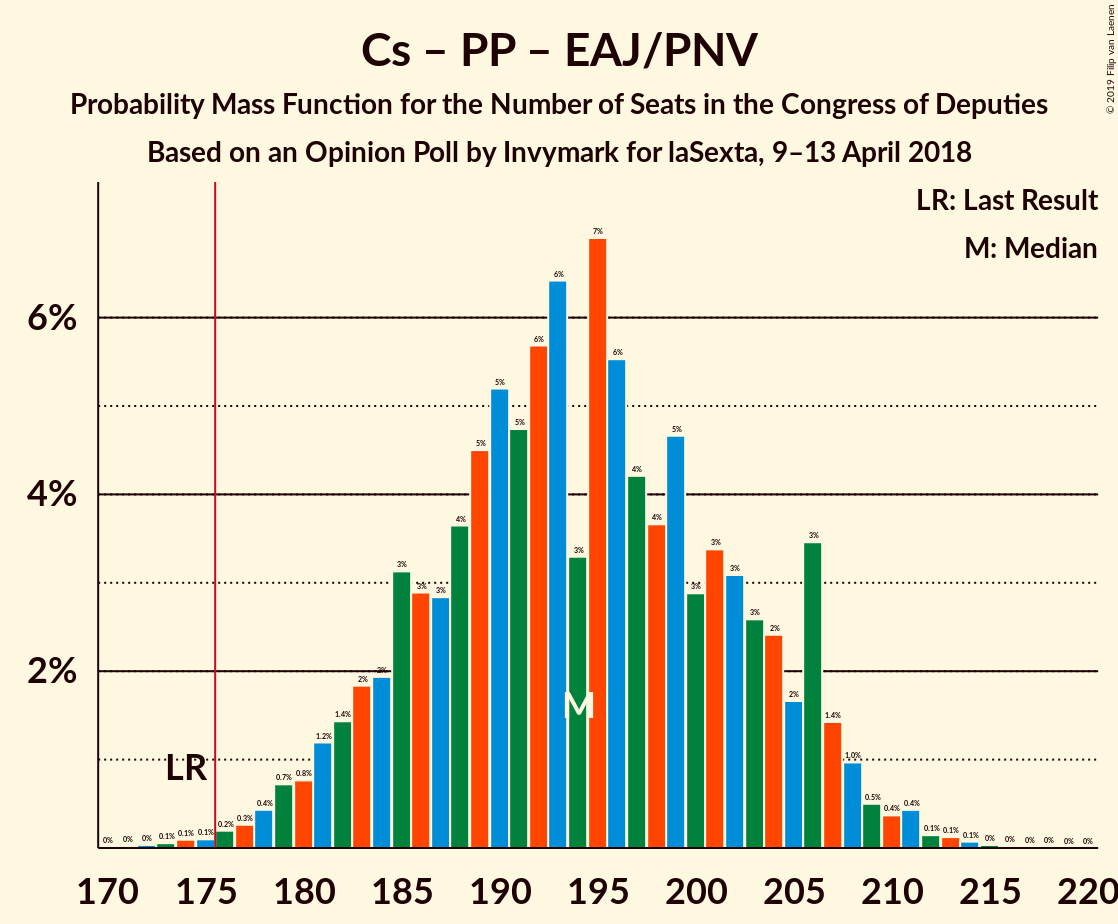 Cs – PP – EAJ/PNV
Probability Mass Function for the Number of Seats in the Congress of Deputies
Based on an Opinion Poll by Invymark for laSexta, 9–13 April 2018
© 2019 Filip van Laenen
LR: Last Result
M: Median
6%
4%
2%
LR
M
0% 0% 0% 0.1% 0.1% 0.1% 0.2% 0.3% 0.4% 0.7% 0.8% 1.2% 1.4% 2% 2% 3% 3% 3% 4% 5% 5% 5% 6% 6% 3% 7% 6% 4% 4% 5% 3% 3% 3% 3% 2% 2% 3% 1.4% 1.0% 0.5% 0.4% 0.4% 0.1% 0.1% 0.1% 0% 0% 0% 0% 0% 0%
170 175 180 185 190 195 200 205 210 215 220